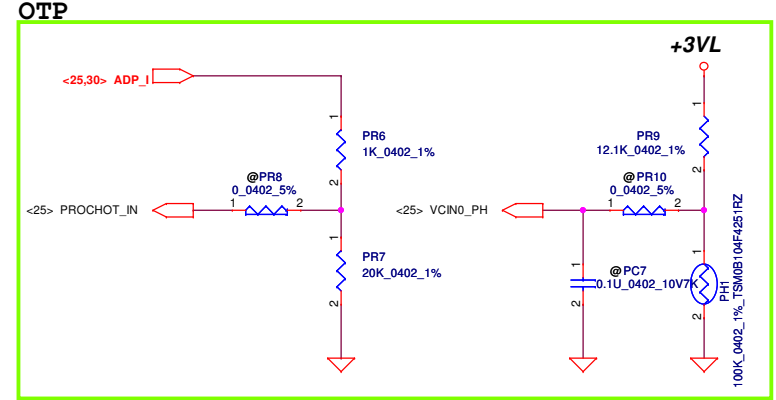 OTP
+3VL
<25,30> ADP_I
1
PR6
1K_0402_1%
2
1
PR9
12.1K_0402_1%
2
@PR8
0_0402_5%
1 2
<25> PROCHOT_IN
@PR10
0_0402_5%
1 2
<25> VCIN0_PH
1
PR7
20K_0402_1%
2
1
@PC7
0.1U_0402_10V7K
2
1
PH1
100K_0402_1%_TSM0B104F4251RZ
2